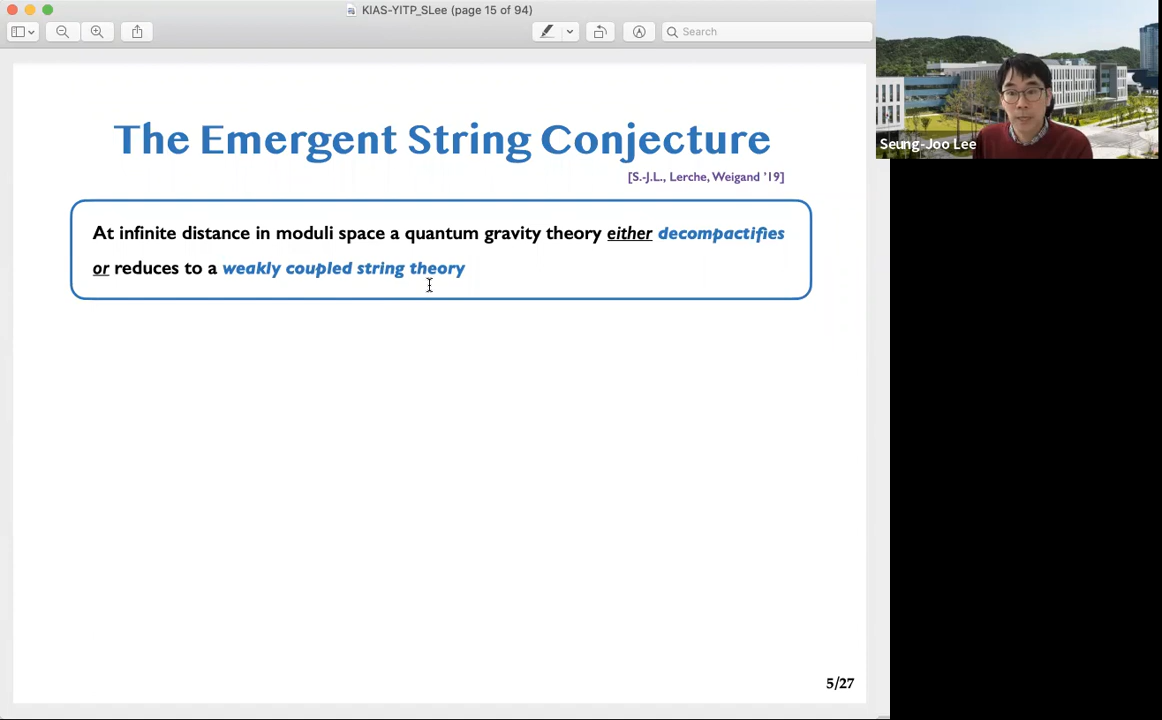 KIAS-YITP_SLee (page 15 of 94)
Search
The Emergent String Conjecture
[S.-J.L., Lerche, Weigand ’19]
At infinite distance in moduli space a quantum gravity theory either decompactifies
or reduces to a weakly coupled string theory
5/27
Seung-Joo Lee